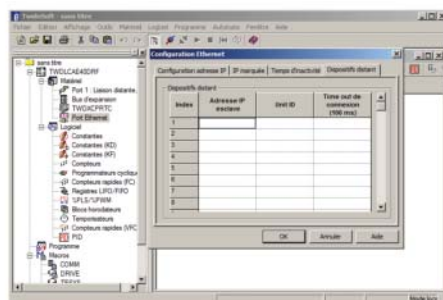 TwidoSoft - sans titre
Fichier Edition Affichage Outils Matériel Logiciel Programme Automate Fenêtre Aide
sans titre
TWDLCAE40DRF
Matériel
Port 1 : Liaison distante,
Bus d'expansion
TWDXCPRTC
Port Ethernet
Logiciel
Constantes
Constantes (KD)
Constantes (KF)
Compteurs
Programmateurs cyclique
Compteurs rapides (FC)
Registres LIFO/FIFO
%PLS/%PWM
Blocs horodateurs
Temporisateurs
Compteurs rapides (VFC
PID
Programme
Macros
COMM
DRIVE
Configuration Ethernet
Configuration adresse IP
IP marquée
Temps d'inactivité
Dispositifs distant
Dispositifs distant
Index
Adresse IP esclave
Unit ID
Time out de connexion (100 ms)
1
2
3
4
5
6
7
8
OK
Annuler
Aide